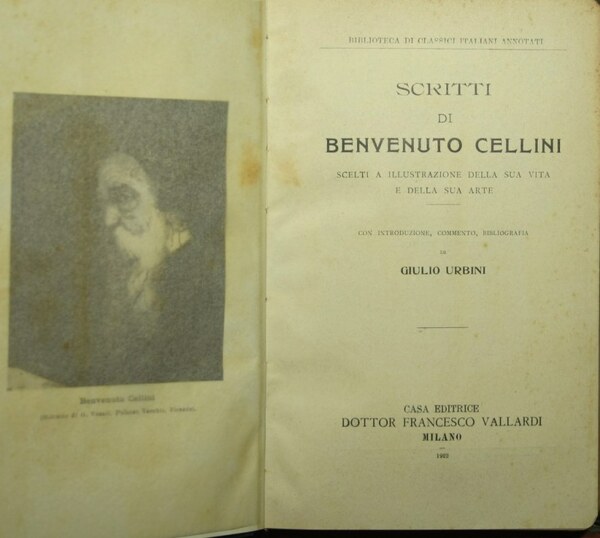 Benvenuto Cellini
BIBLIOTECA DI CLASSICI ITALIANI ANNOTATI
SCRITTI
DI
BENVENUTO CELLINI
SCELTI A ILLUSTRAZIONE DELLA SUA VITA
E DELLA SUA ARTE
CON INTRODUZIONE, COMMENTO, BIBLIOGRAFIA
DI
GIULIO URBINI
CASA EDITRICE
DOTTOR FRANCESCO VALLARDI
MILANO